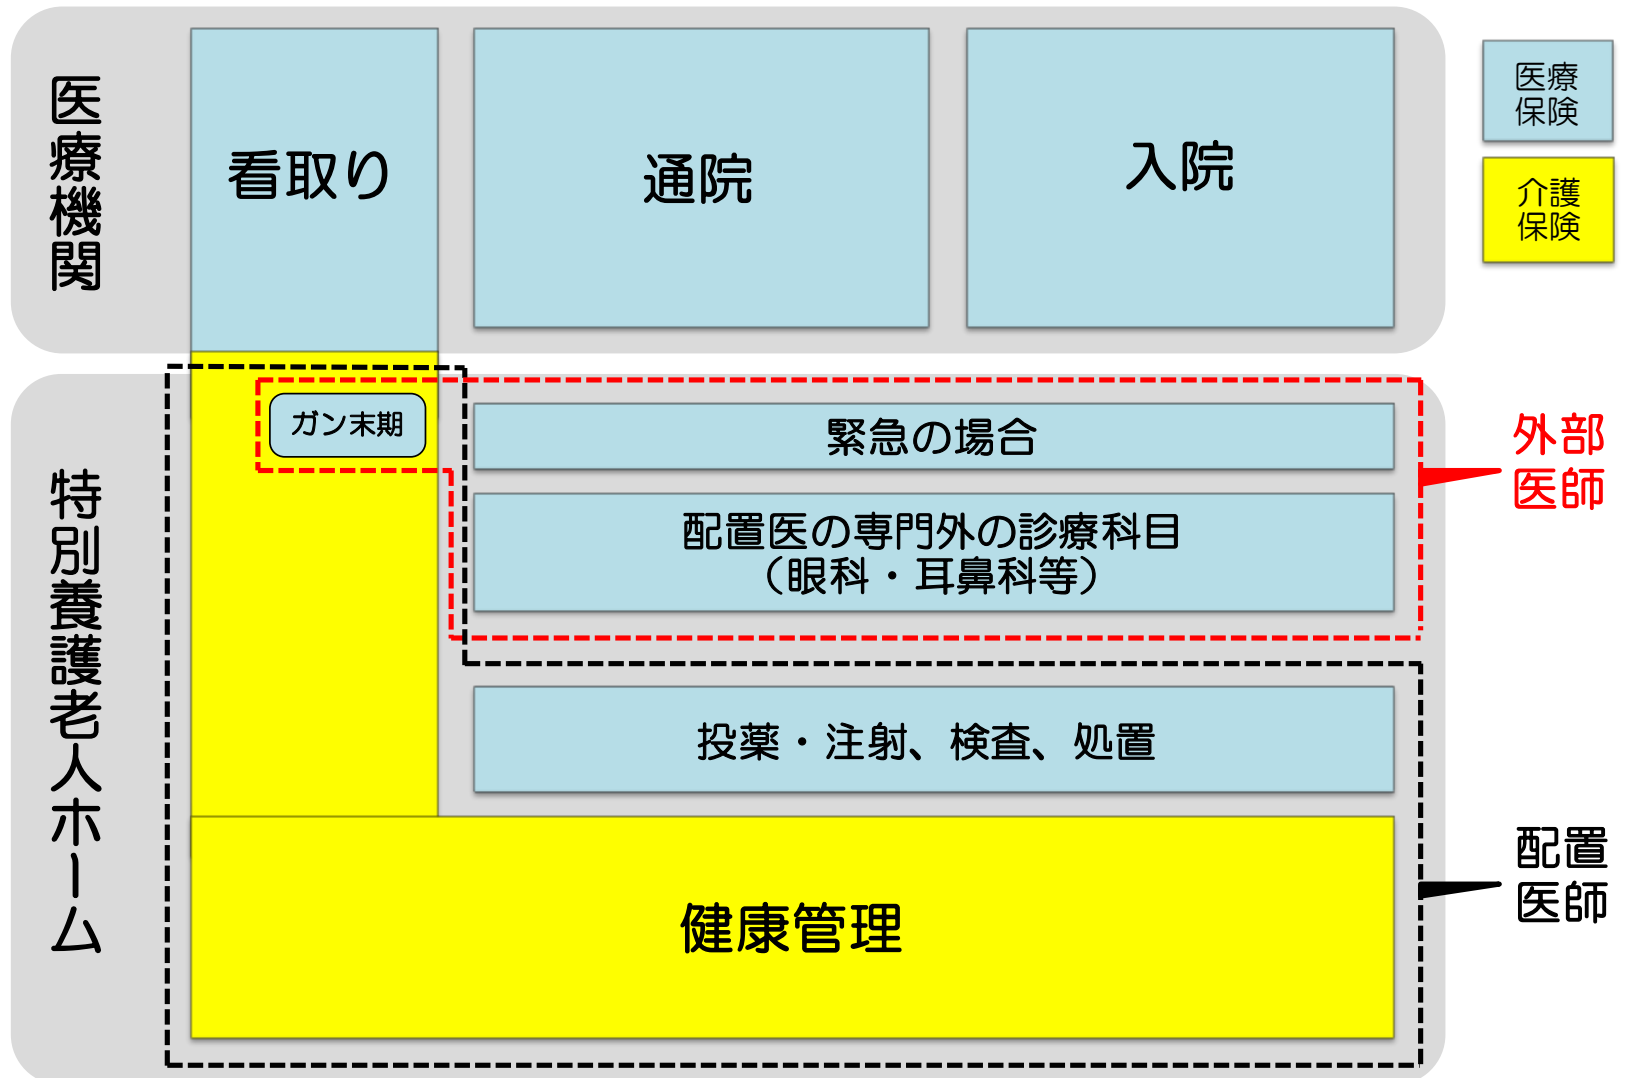 医療機関
看取り
通院
入院
医療
保険
介護
保険
特別養護老人ホーム
ガン末期
緊急の場合
配置医の専門外の診療科目
（眼科・耳鼻科等）
投薬・注射、検査、処置
健康管理
外部
医師
配置
医師